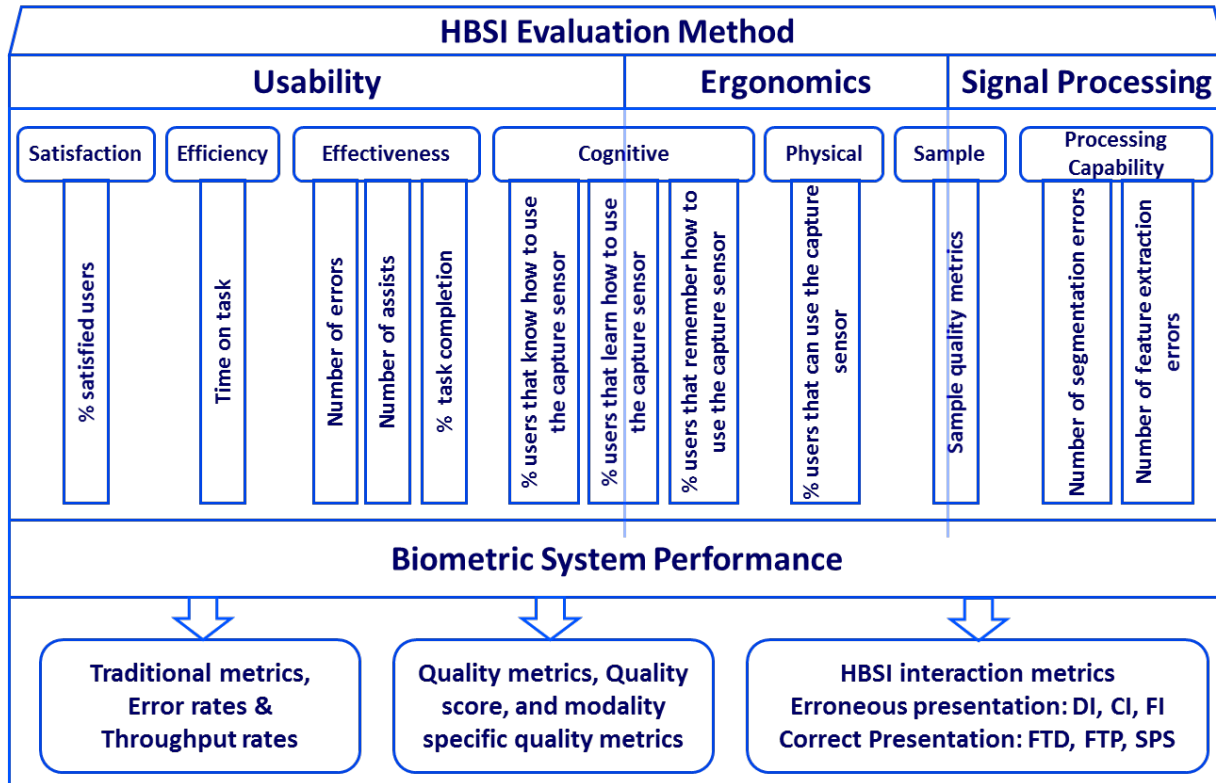 HBSI Evaluation Method
Usability
Ergonomics
Signal Processing
Satisfaction
Efficiency
Effectiveness
Cognitive
Physical
Sample
Processing
Capability
% satisfied users
Time on task
Number of errors
Number of assists
% task completion
% users that know how to use
the capture sensor
% users that learn how to use
the capture sensor
% users that remember how to
use the capture sensor
% users that can use the capture
sensor
Sample quality metrics
Number of segmentation errors
Number of feature extraction
errors
Biometric System Performance
Traditional metrics,
Error rates &
Throughput rates
Quality metrics, Quality
score, and modality
specific quality metrics
HBSI interaction metrics
Erroneous presentation: DI, CI, FI
Correct Presentation: FTD, FTP, SPS